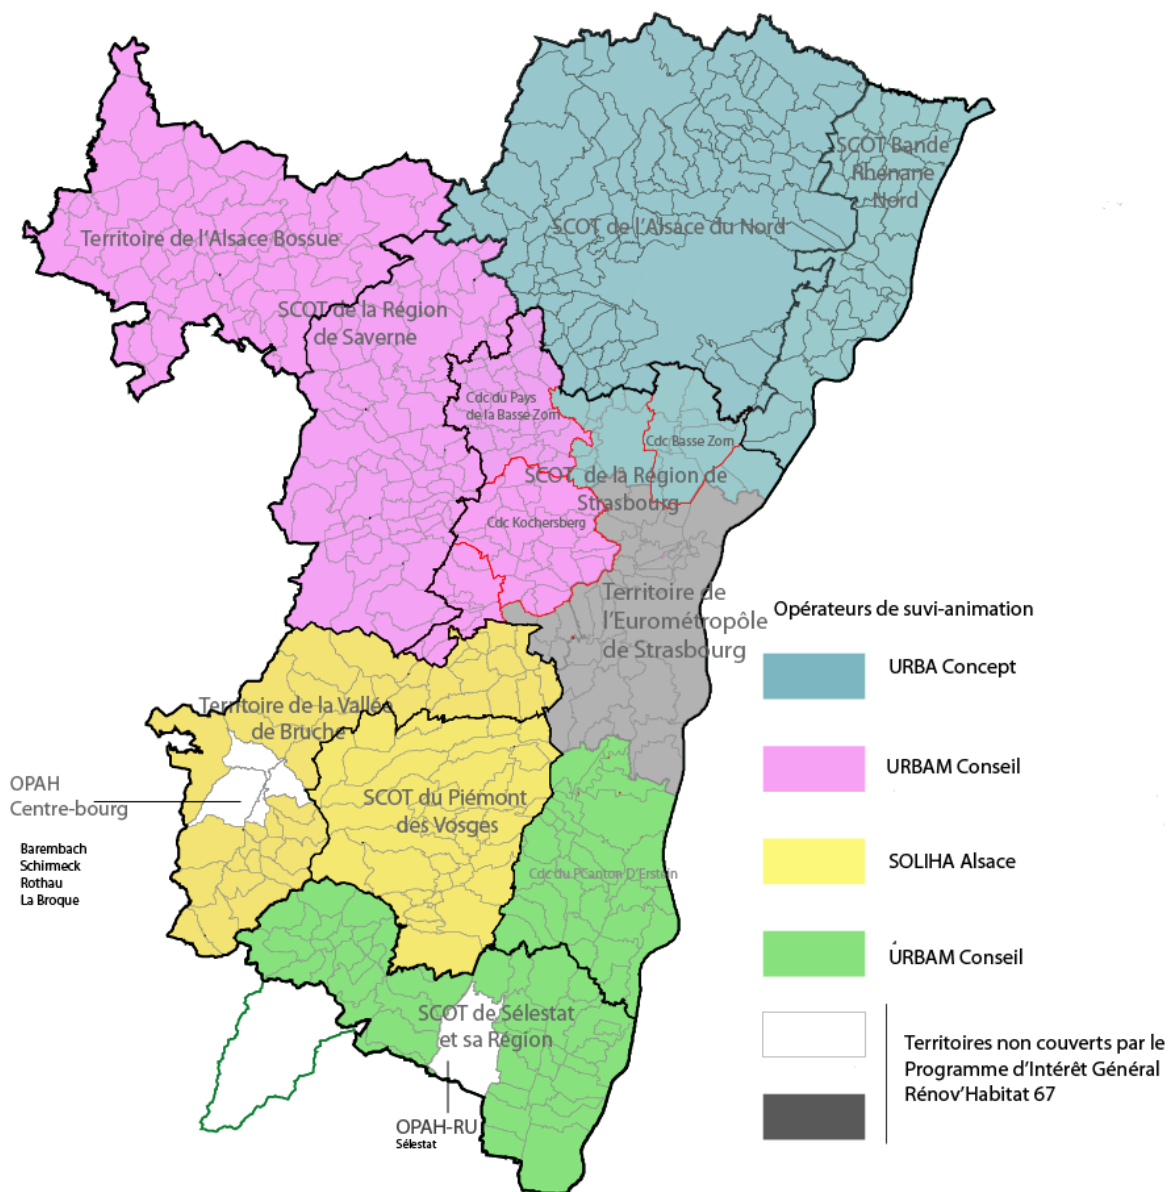 SCOT Bande
Rhénane
Nord
SCOT de l'Alsace du Nord
Territoire de l'Alsace Bossue
SCOT de la Région
de Saverne
Cdc du Pays
de la Basse Zorn
Cdc Basse Zorn
SCOT de la Région de
Strasbourg
Cdc Kochersberg
Territoire de
l'Eurométropôle
de Strasbourg
Opérateurs de suvi-animation
URBA Concept
URBAM Conseil
SOLIHA Alsace
URBAM Conseil
Territoires non couverts par le
Programme d'Intérêt Général
Rénov'Habitat 67
Territoire de la Vallée
de Bruche
OPAH
Centre-bourg
Barembach
Schirmeck
Rothau
La Broque
SCOT du Piémont
des Vosges
Cdc du PCanton D'Erstein
SCOT de Sélestat
et sa Région
OPAH-RU
Sélestat